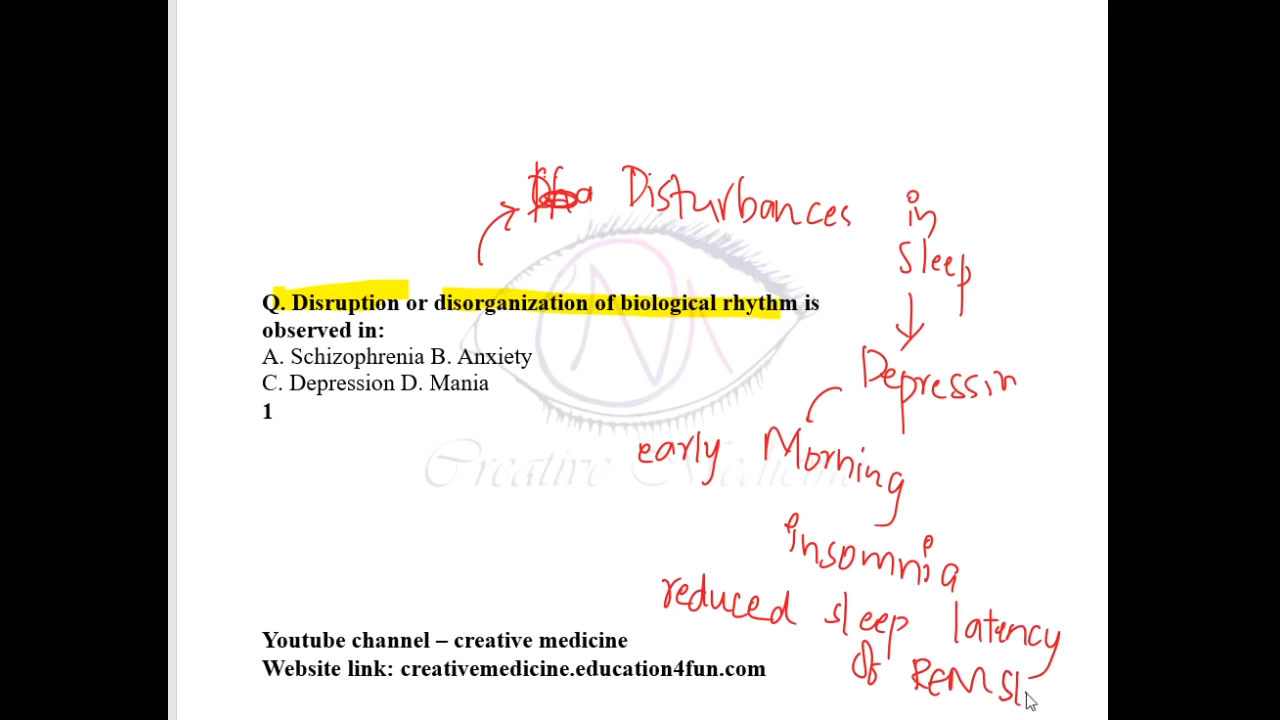 Disturbances in
sleep
Q. Disruption or disorganization of biological rhythm is
observed in:
A. Schizophrenia B. Anxiety
C. Depression D. Mania
1
Depressin
early Morning
insomnia
Creative Medicine
reduced sleep latency
of REM Sl
Youtube channel – creative medicine
Website link: creativemedicine.education4fun.com